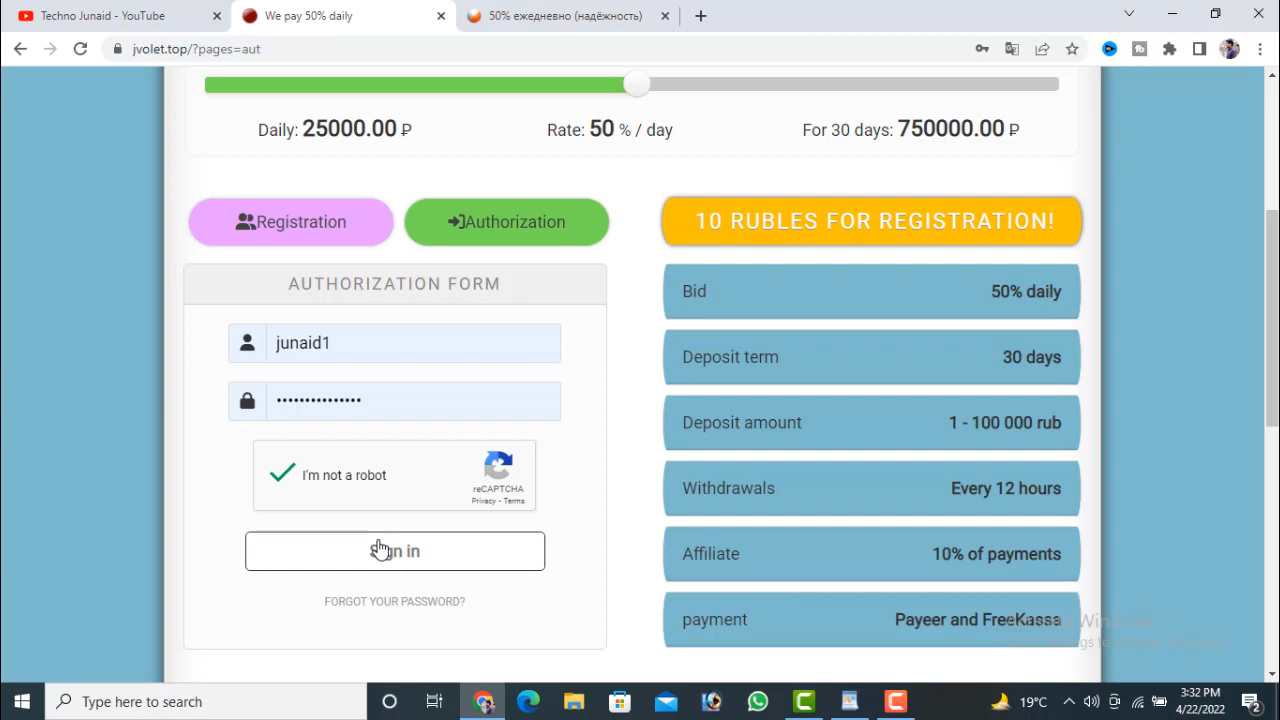 Techno Junaid - YouTube
We pay 50% daily
50% ежедневно (надёжность)
jvolet.top/?pages=aut
Daily: 25000.00 ₽
Rate: 50 % / day
For 30 days: 750000.00 ₽
Registration
Authorization
10 RUBLES FOR REGISTRATION!
AUTHORIZATION FORM
junaid1
•••••••••••••••
I'm not a robot
reCAPTCHA
Privacy - Terms
Sign in
FORGOT YOUR PASSWORD?
Bid 50% daily
Deposit term 30 days
Deposit amount 1 - 100 000 rub
Withdrawals Every 12 hours
Affiliate 10% of payments
payment Payeer and FreeKassa
Activate Windows
Type here to search
19°C
3:32 PM
4/22/2022
2